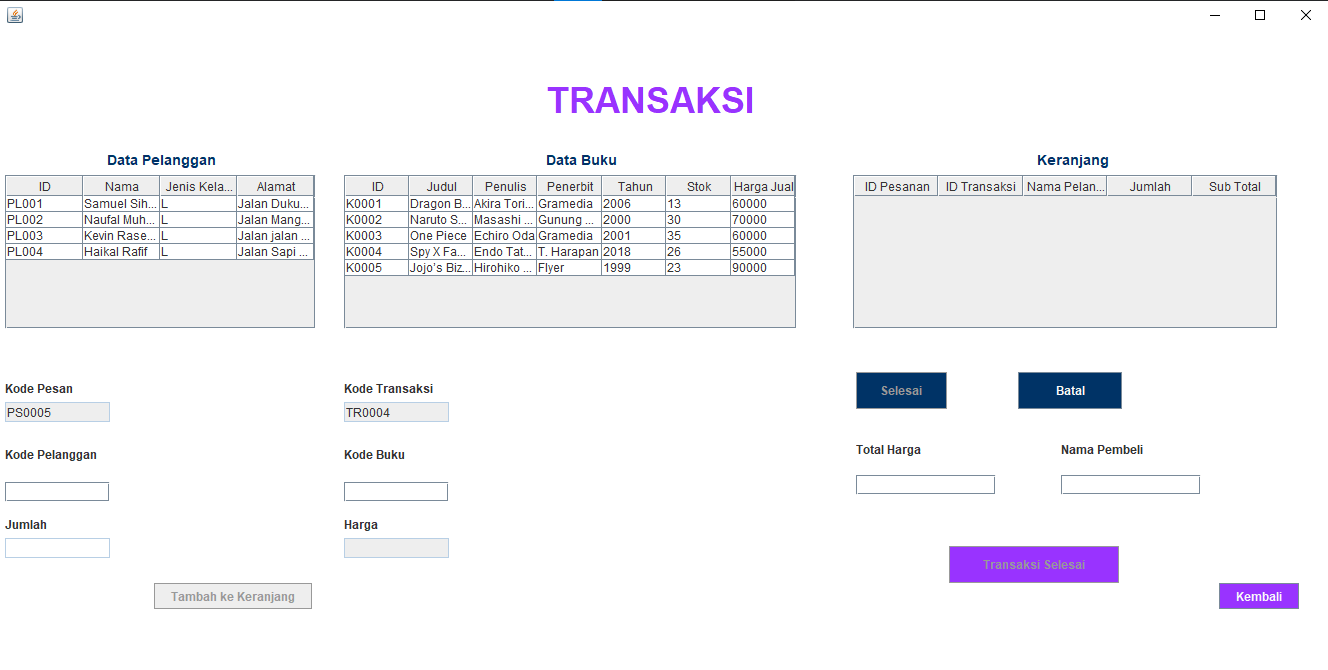 TRANSAKSI
Data Pelanggan
ID Nama Jenis Kela... Alamat
PL001 Samuel Sih... L Jalan Duku...
PL002 Naufal Muh... L Jalan Mang...
PL003 Kevin Rase... L Jalan jalan ...
PL004 Haikal Rafif L Jalan Sapi ...
Data Buku
ID Judul Penulis Penerbit Tahun Stok Harga Jual
K0001 Dragon B... Akira Tori... Gramedia 2006 13 60000
K0002 Naruto S... Masashi ... Gunung ... 2000 30 70000
K0003 One Piece Echiro Oda Gramedia 2001 35 60000
K0004 Spy X Fa... Endo Tat... T. Harapan 2018 26 55000
K0005 Jojo's Biz... Hirohiko ... Flyer 1999 23 90000
Keranjang
ID Pesanan ID Transaksi Nama Pelan... Jumlah Sub Total
Kode Pesan
PS0005
Kode Transaksi
TR0004
Kode Pelanggan
Kode Buku
Jumlah
Harga
Tambah ke Keranjang
Selesai
Batal
Total Harga
Nama Pembeli
Transaksi Selesai
Kembali